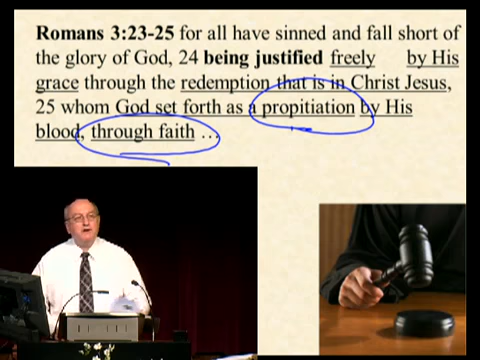 Romans 3:23-25 for all have sinned and fall short of
the glory of God, 24 being justified freely by His
grace through the redemption that is in Christ Jesus,
25 whom God set forth as a propitiation by His
blood, through faith …